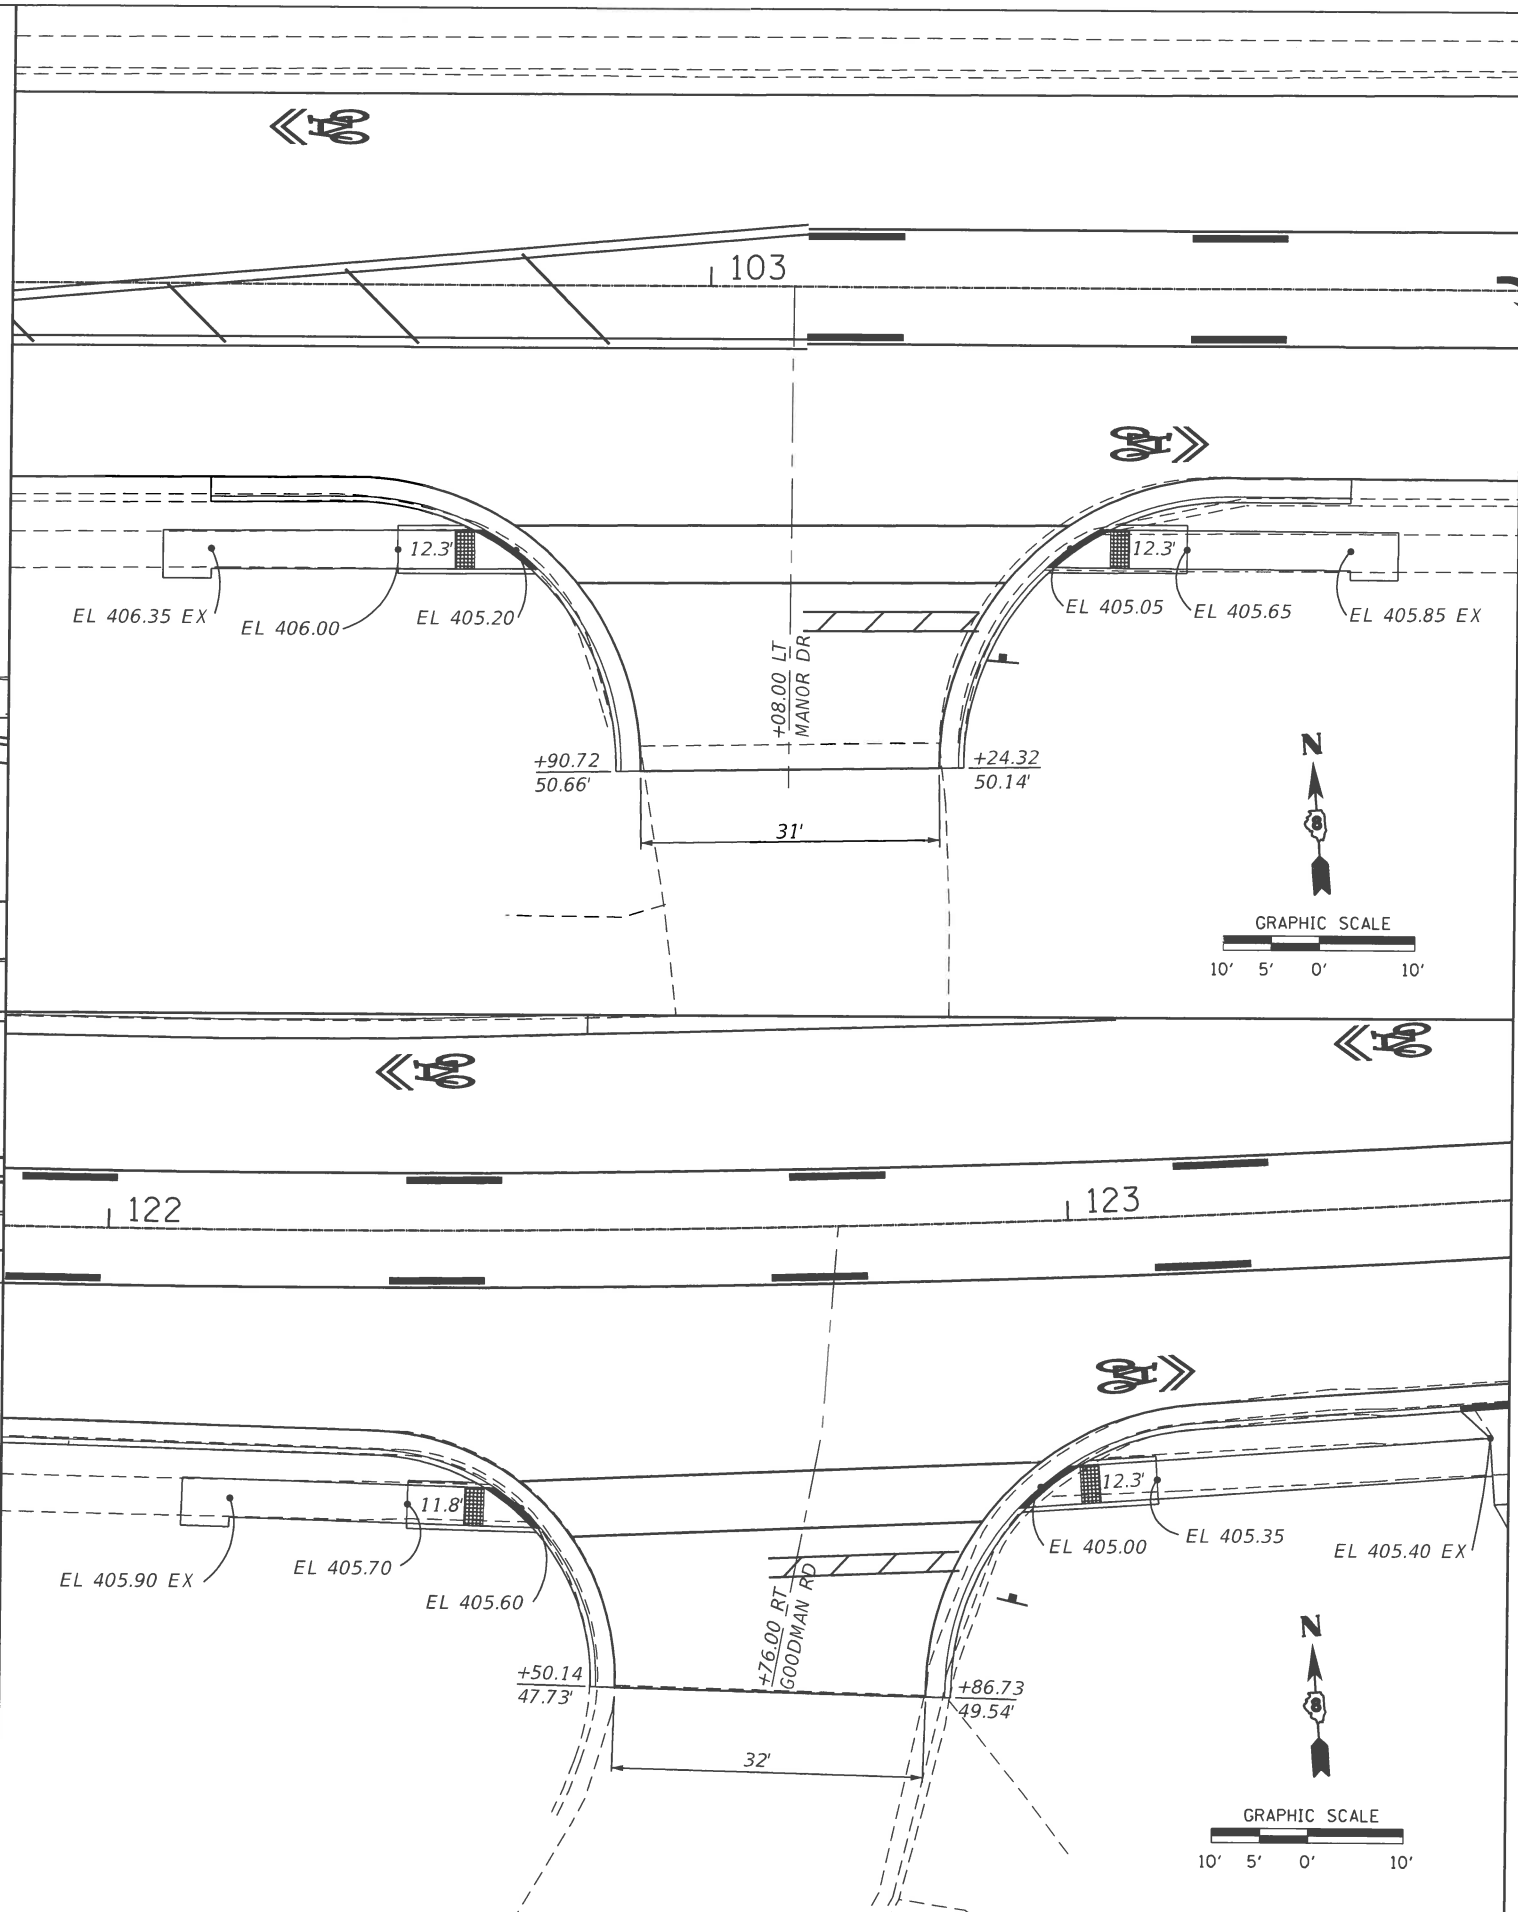 103
12.3'
12.3'
EL 406.35 EX
EL 406.00
EL 405.20
EL 405.05
EL 405.65
EL 405.85 EX
+08.00 LT
MANOR DR
+90.72
50.66'
+24.32
50.14'
31'
N
8
GRAPHIC SCALE
10' 5' 0' 10'
122
123
11.8'
12.3'
EL 405.90 EX
EL 405.70
EL 405.60
EL 405.00
EL 405.35
EL 405.40 EX
+76.00 RT
GOODMAN RD
+50.14
47.73'
+86.73
49.54'
32'
N
8
GRAPHIC SCALE
10' 5' 0' 10'